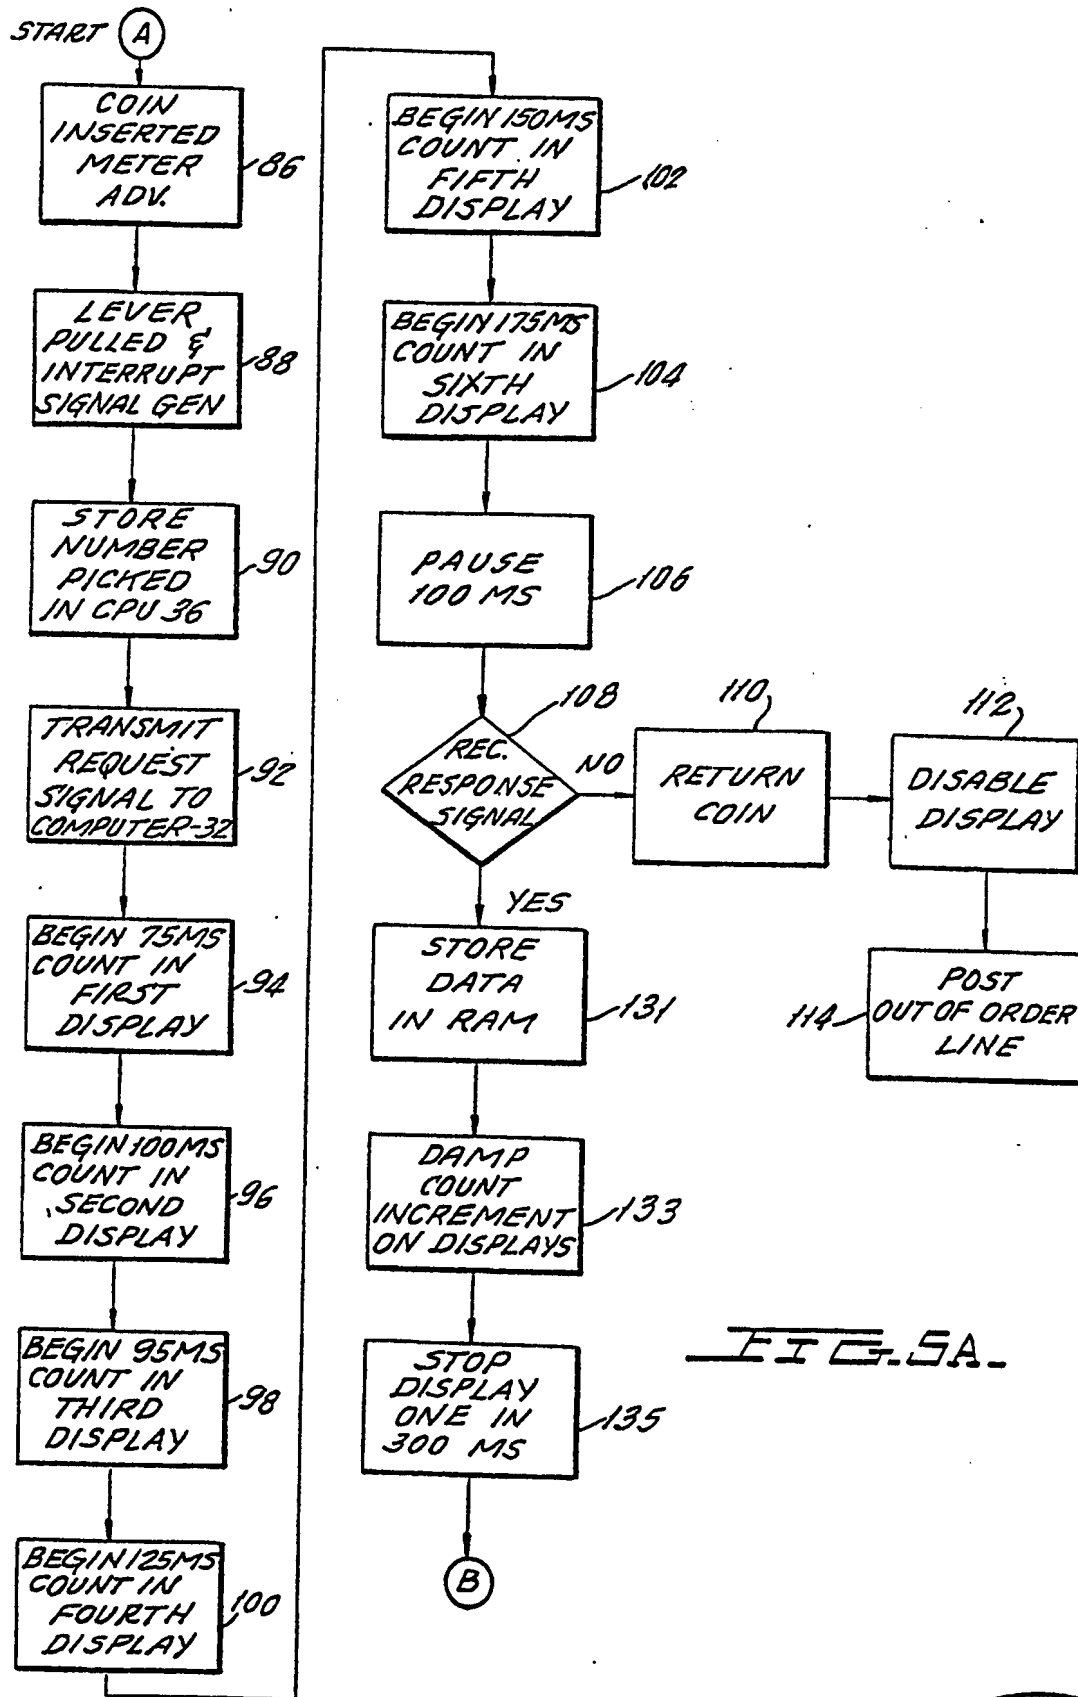 START A
COIN
INSERTED
METER
ADV.
86
LEVER
PULLED &
INTERRUPT
SIGNAL GEN
88
STORE
NUMBER
PICKED
IN CPU 36
90
TRANSMIT
REQUEST
SIGNAL TO
COMPUTER-32
92
BEGIN 75MS
COUNT IN
FIRST
DISPLAY
94
BEGIN 100MS
COUNT IN
SECOND
DISPLAY
96
BEGIN 95MS
COUNT IN
THIRD
DISPLAY
98
BEGIN 125MS
COUNT IN
FOURTH
DISPLAY
100
BEGIN 150MS
COUNT IN
FIFTH
DISPLAY
102
BEGIN 175MS
COUNT IN
SIXTH
DISPLAY
104
PAUSE
100 MS
106
REC.
RESPONSE
SIGNAL
108
NO
RETURN
COIN
110
DISABLE
DISPLAY
112
POST
OUT OF ORDER
LINE
114
YES
STORE
DATA
IN RAM
131
DAMP
COUNT
INCREMENT
ON DISPLAYS
133
STOP
DISPLAY
ONE IN
300 MS
135
B
FIG. 5A.